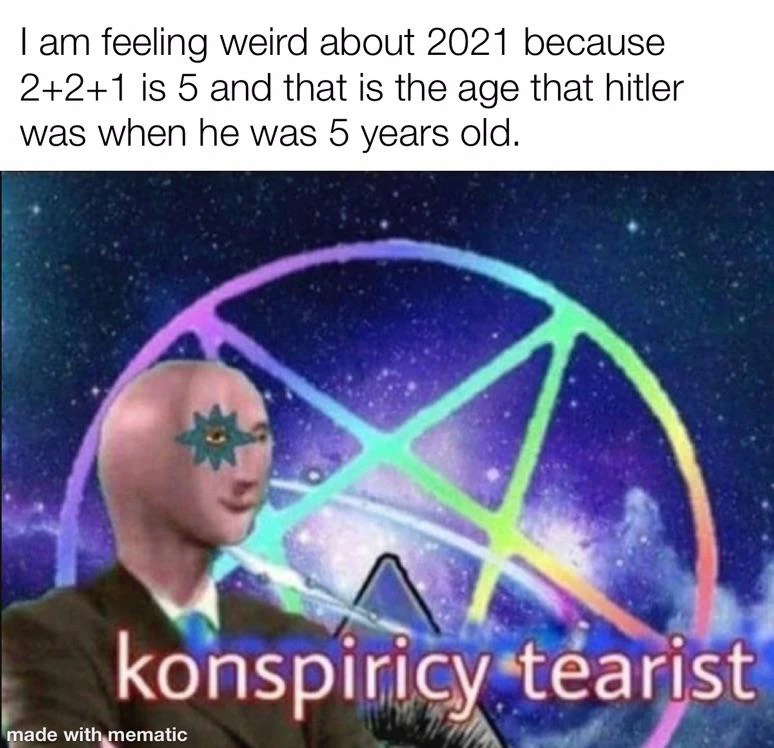 I am feeling weird about 2021 because
2+2+1 is 5 and that is the age that hitler
was when he was 5 years old.
konspiricy tearist
made with mematic